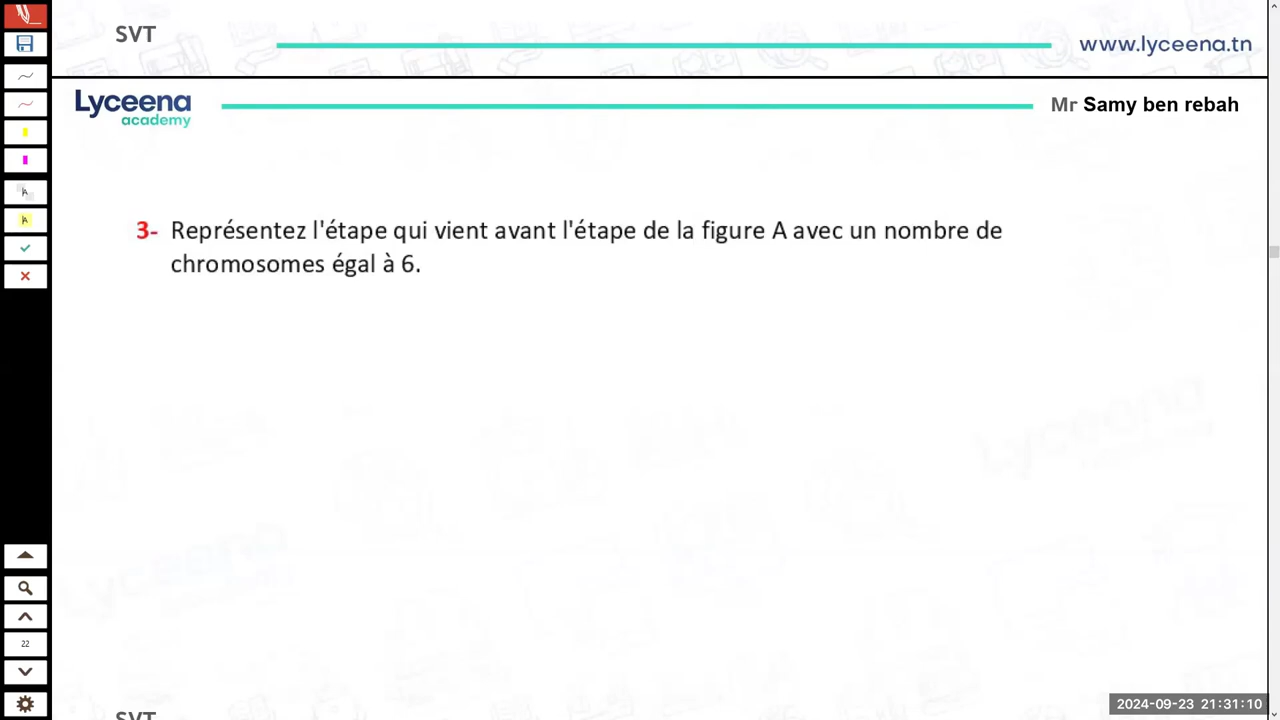 SVT
www.lyceena.tn
Lyceena
academy
Mr Samy ben rebah
3- Représentez l'étape qui vient avant l'étape de la figure A avec un nombre de
chromosomes égal à 6.
22
SVT
2024-09-23 21:31:10